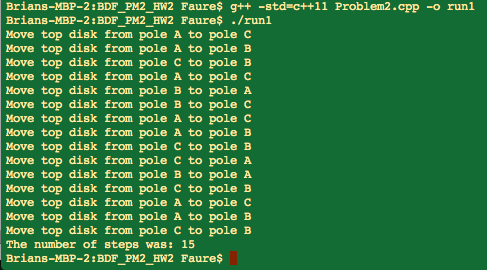 Brians-MBP-2:BDF_PM2_HW2 Faure$ g++ -std=c++11 Problem2.cpp -o run1
Brians-MBP-2:BDF_PM2_HW2 Faure$ ./run1
Move top disk from pole A to pole C
Move top disk from pole A to pole B
Move top disk from pole C to pole B
Move top disk from pole A to pole C
Move top disk from pole B to pole A
Move top disk from pole B to pole C
Move top disk from pole A to pole C
Move top disk from pole A to pole B
Move top disk from pole C to pole B
Move top disk from pole C to pole A
Move top disk from pole B to pole A
Move top disk from pole C to pole B
Move top disk from pole A to pole C
Move top disk from pole A to pole B
Move top disk from pole C to pole B
The number of steps was: 15
Brians-MBP-2:BDF_PM2_HW2 Faure$